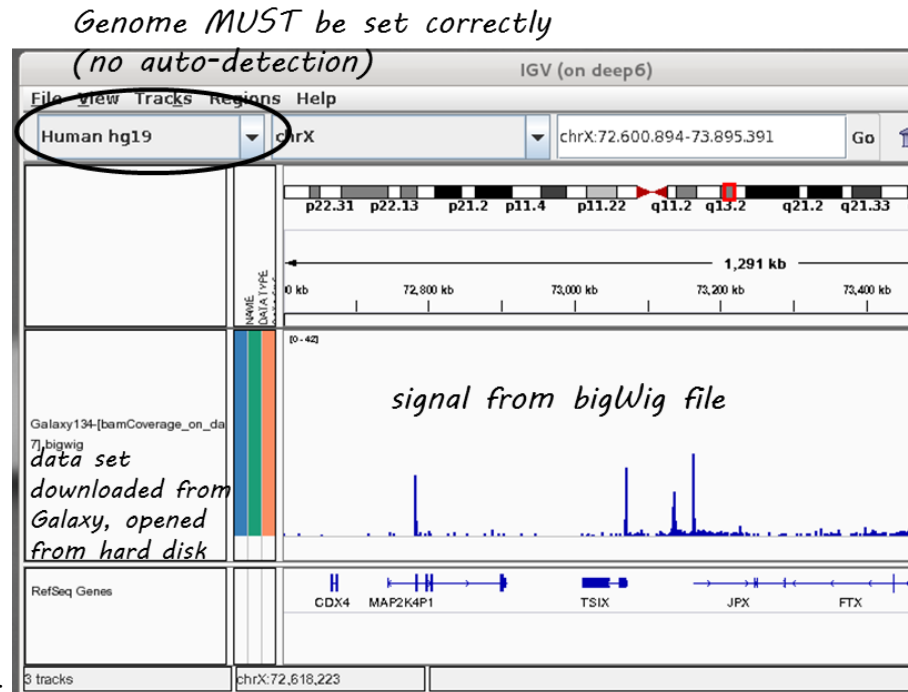 Genome MUST be set correctly
(no auto-detection)
IGV (on deep6)
File View Tracks Regions Help
Human hg19
chrX
chrX:72.600.894-73.895.391
Go
p22.31 p22.13 p21.2 p11.4 p11.22 q11.2 q13.2 q21.2 q21.33
1,291 kb
0 kb 72,800 kb 73,000 kb 73,200 kb 73,400 kb
NAME
DATA TYPE
[0 - 42]
signal from bigWig file
Galaxy134-[bamCoverage_on_da
7].bigwig
data set
downloaded from
Galaxy, opened
from hard disk
RefSeq Genes
CDX4 MAP2K4P1 TSIX JPX FTX
3 tracks
chrX:72,618,223